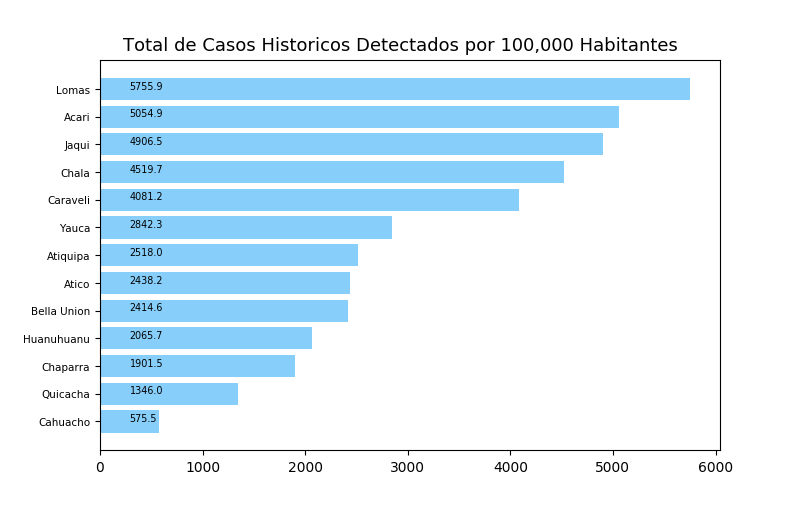 Total de Casos Historicos Detectados por 100,000 Habitantes
Lomas 5755.9
Acari 5054.9
Jaqui 4906.5
Chala 4519.7
Caraveli 4081.2
Yauca 2842.3
Atiquipa 2518.0
Atico 2438.2
Bella Union 2414.6
Huanuhuanu 2065.7
Chaparra 1901.5
Quicacha 1346.0
Cahuacho 575.5
0 1000 2000 3000 4000 5000 6000